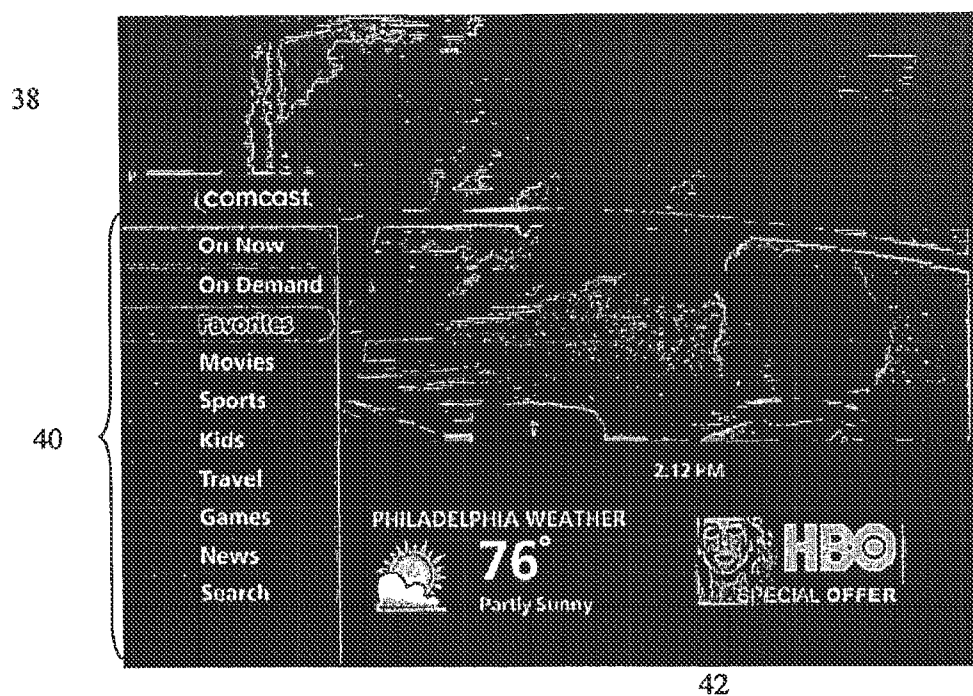 38
(comcast.
On Now
On Demand
Favorites
Movies
Sports
40
Kids
2:12 PM
Travel
Games
PHILADELPHIA WEATHER
HBO
News
76°
Search
Partly Sunny
SPECIAL OFFER
42